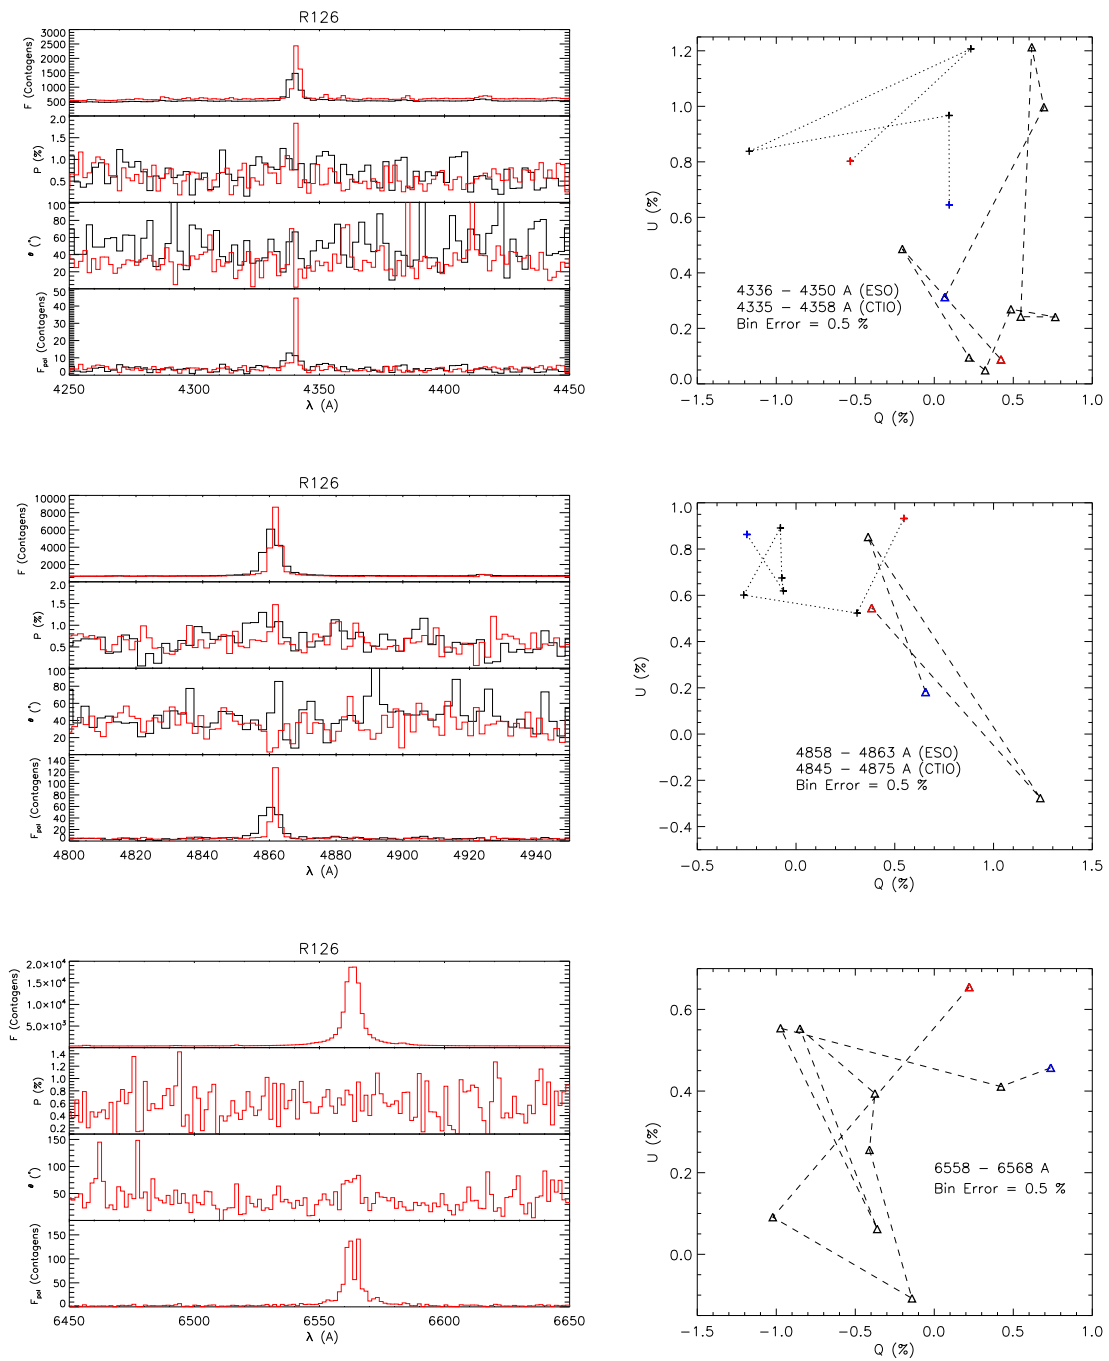 R126
F (Contagens)
3000
2500
2000
1500
1000
500
P (%)
2.0
1.5
1.0
0.5
θ (°)
100
80
60
40
20
F_pol (Contagens)
50
40
30
20
10
0
4250 4300 4350 4400 4450
λ (A)
U (%)
1.2
1.0
0.8
0.6
0.4
0.2
0.0
4336 – 4350 A (ESO)
4335 – 4358 A (CTIO)
Bin Error = 0.5 %
−1.5 −1.0 −0.5 0.0 0.5 1.0
Q (%)
R126
F (Contagens)
10000
8000
6000
4000
2000
P (%)
2.0
1.5
1.0
0.5
θ (°)
100
80
60
40
20
F_pol (Contagens)
140
120
100
80
60
40
20
0
4800 4820 4840 4860 4880 4900 4920 4940
λ (A)
U (%)
1.0
0.8
0.6
0.4
0.2
0.0
−0.2
−0.4
4858 – 4863 A (ESO)
4845 – 4875 A (CTIO)
Bin Error = 0.5 %
−0.5 0.0 0.5 1.0 1.5
Q (%)
R126
F (Contagens)
2.0×10⁴
1.5×10⁴
1.0×10⁴
5.0×10³
P (%)
1.4
1.2
1.0
0.8
0.6
0.4
0.2
θ (°)
150
100
50
F_pol (Contagens)
150
100
50
0
6450 6500 6550 6600 6650
λ (A)
U (%)
0.6
0.4
0.2
0.0
6558 – 6568 A
Bin Error = 0.5 %
−1.5 −1.0 −0.5 0.0 0.5 1.0
Q (%)